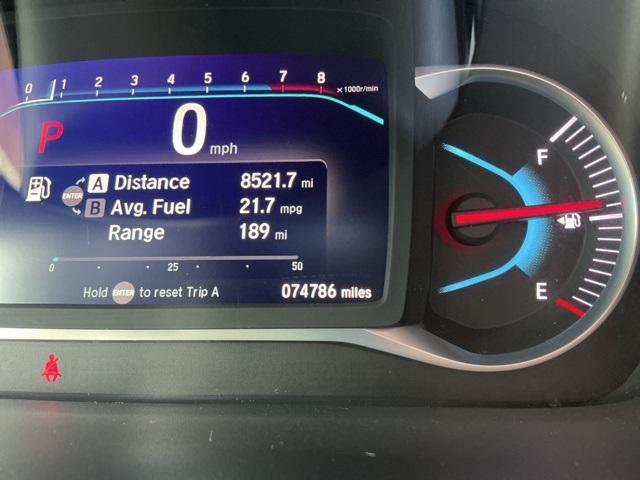 0 1 2 3 4 5 6 7 8 x1000r/min
P 0 mph
ENTER A Distance 8521.7 mi
B Avg. Fuel 21.7 mpg
Range 189 mi
0 25 50
Hold ENTER to reset Trip A 074786 miles
F
E